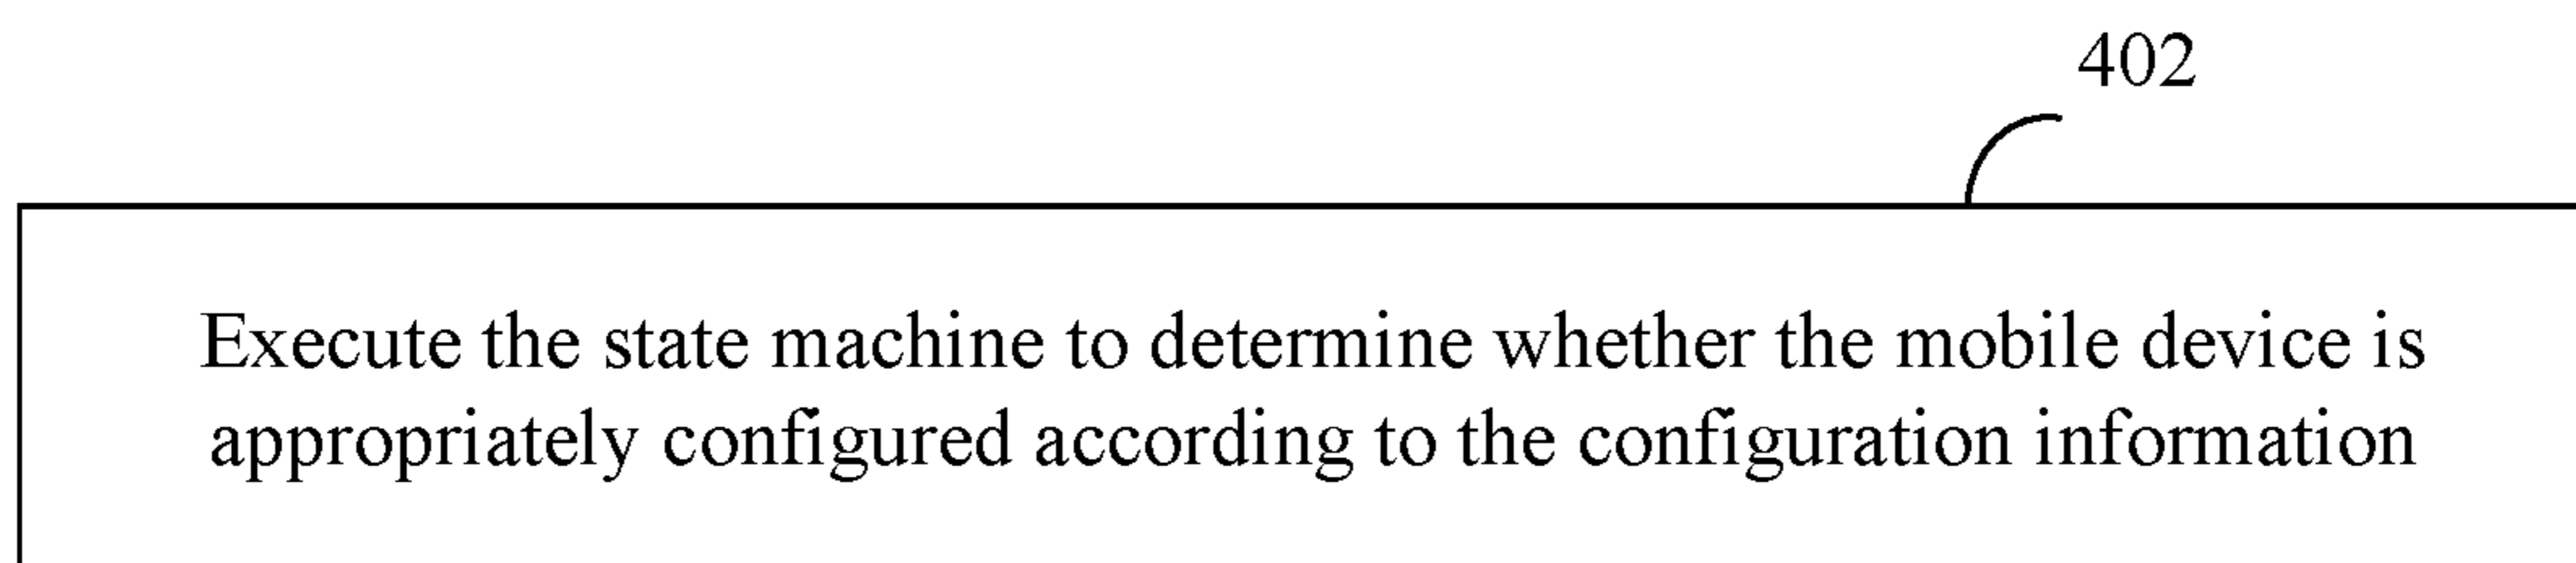 402
Execute the state machine to determine whether the mobile device is
appropriately configured according to the configuration information